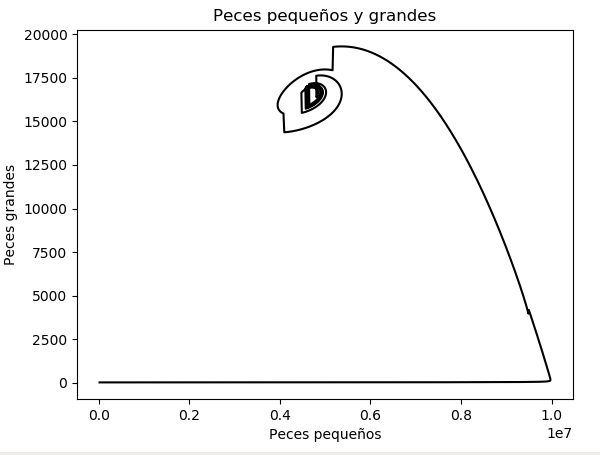 Peces pequeños y grandes
20000
17500
15000
12500
10000
7500
5000
2500
0
Peces grandes
0.0 0.2 0.4 0.6 0.8 1.0
1e7
Peces pequeños